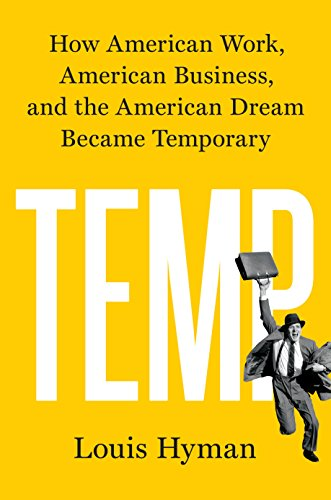 How American Work,
American Business,
and the American Dream
Became Temporary
TEMP
Louis Hyman